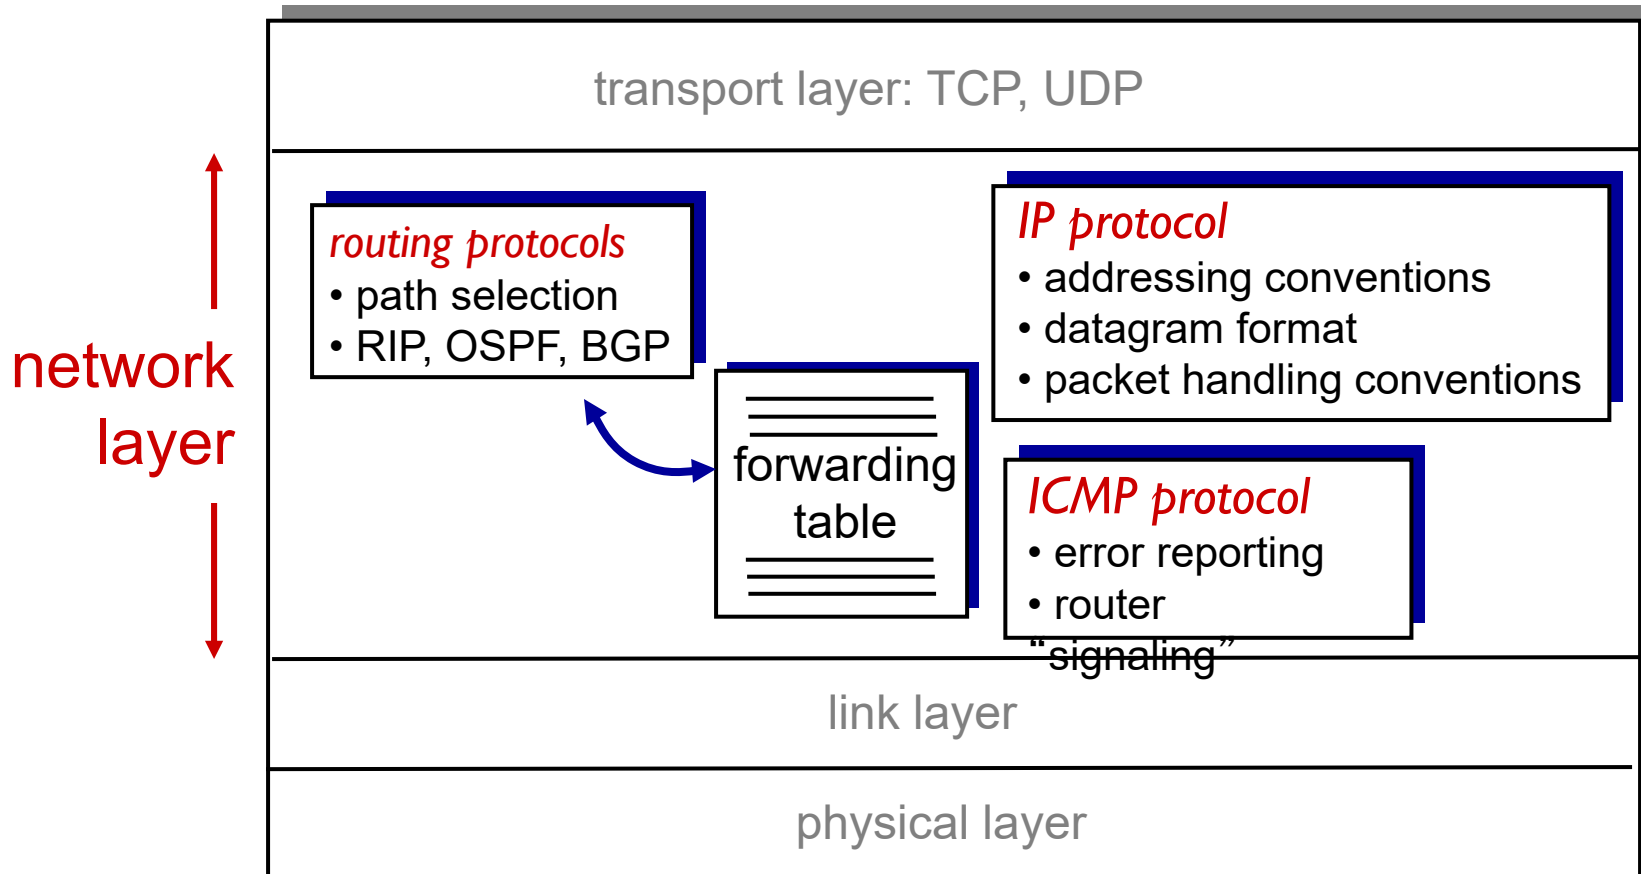 transport layer: TCP, UDP
network
layer
routing protocols
• path selection
• RIP, OSPF, BGP
forwarding
table
IP protocol
• addressing conventions
• datagram format
• packet handling conventions
ICMP protocol
• error reporting
• router
“signaling”
link layer
physical layer